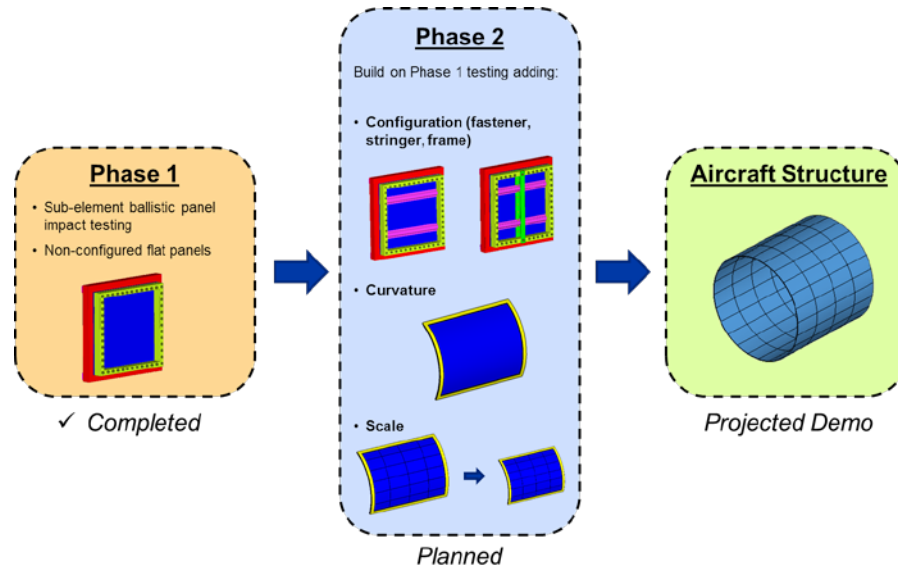 Phase 1
• Sub-element ballistic panel
impact testing
• Non-configured flat panels
✓ Completed
Phase 2
Build on Phase 1 testing adding:
• Configuration (fastener,
stringer, frame)
• Curvature
• Scale
Planned
Aircraft Structure
Projected Demo